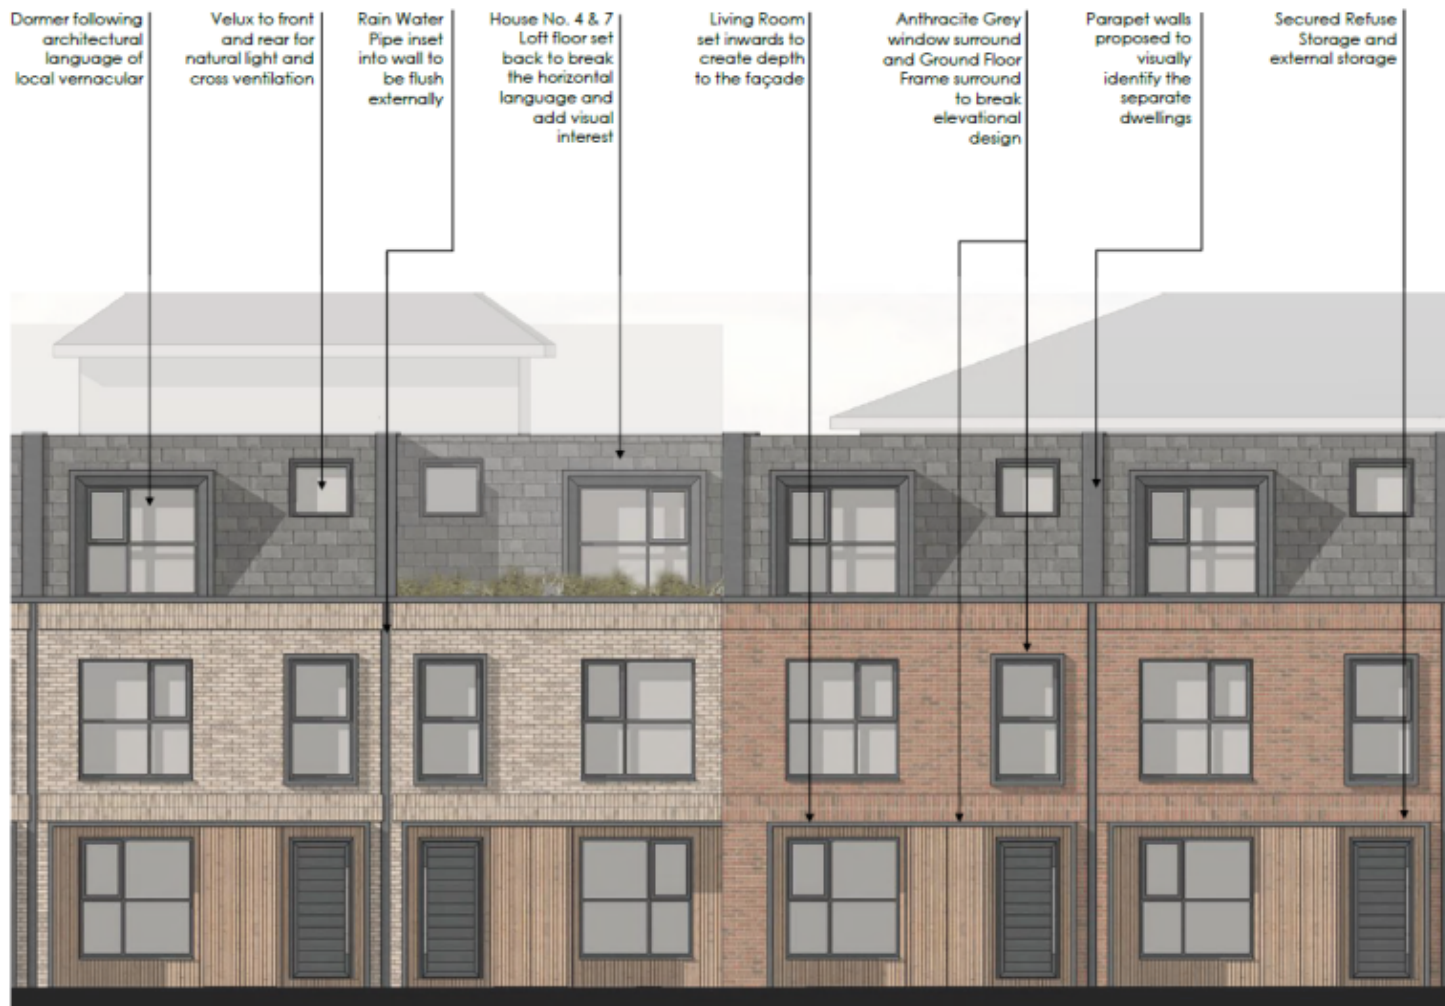 Dormer following
architectural
language of
local vernacular
Velux to front
and rear for
natural light and
cross ventilation
Rain Water
Pipe inset
into wall to
be flush
externally
House No. 4 & 7
Loft floor set
back to break
the horizontal
language and
add visual
interest
Living Room
set inwards to
create depth
to the façade
Anthracite Grey
window surround
and Ground Floor
Frame surround
to break
elevational
design
Parapet walls
proposed to
visually
identify the
separate
dwellings
Secured Refuse
Storage and
external storage